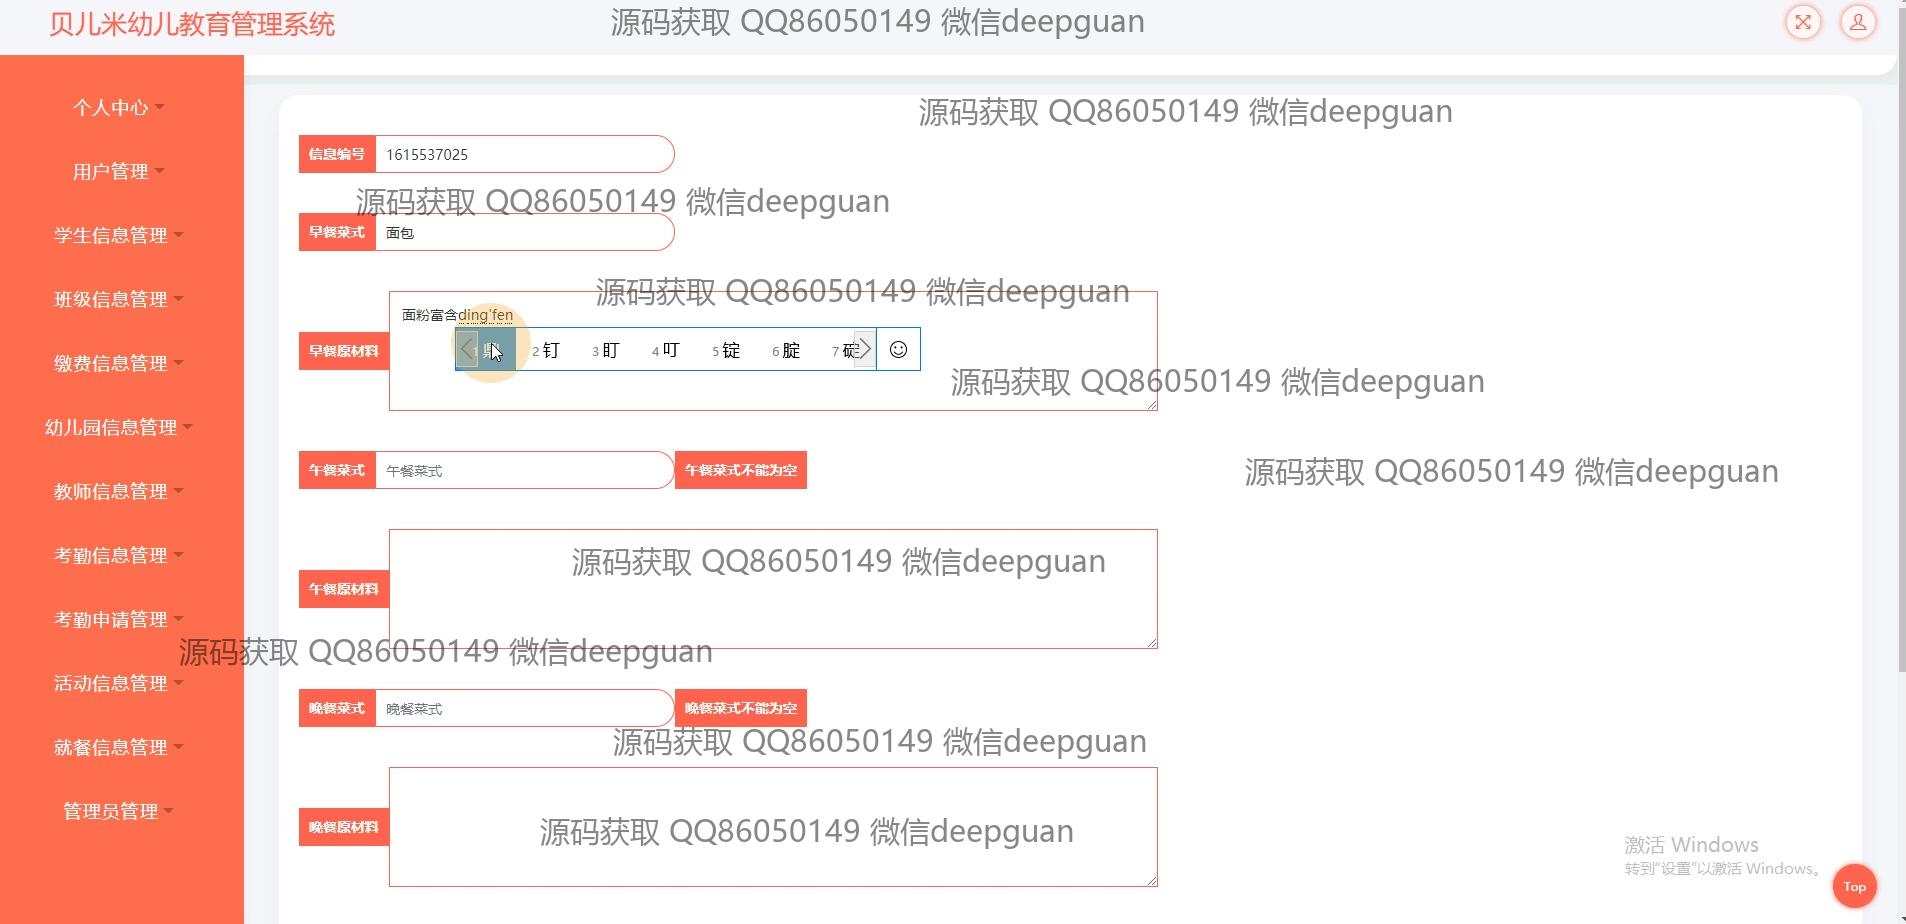 贝儿米幼儿教育管理系统
源码获取 QQ86050149 微信deepguan
个人中心
源码获取 QQ86050149 微信deepguan
信息编号 1615537025
用户管理
源码获取 QQ86050149 微信deepguan
早餐菜式 面包
学生信息管理
源码获取 QQ86050149 微信deepguan
班级信息管理
面粉富含ding'fen
早餐原材料
1 鼎 2 钉 3 盯 4 叮 5 锭 6 腚 7 碇
缴费信息管理
源码获取 QQ86050149 微信deepguan
幼儿园信息管理
午餐菜式 午餐菜式 午餐菜式不能为空
源码获取 QQ86050149 微信deepguan
教师信息管理
考勤信息管理
源码获取 QQ86050149 微信deepguan
午餐原材料
考勤申请管理
源码获取 QQ86050149 微信deepguan
活动信息管理
晚餐菜式 晚餐菜式 晚餐菜式不能为空
就餐信息管理
源码获取 QQ86050149 微信deepguan
管理员管理
晚餐原材料
源码获取 QQ86050149 微信deepguan
激活 Windows
转到"设置"以激活 Windows。
Top